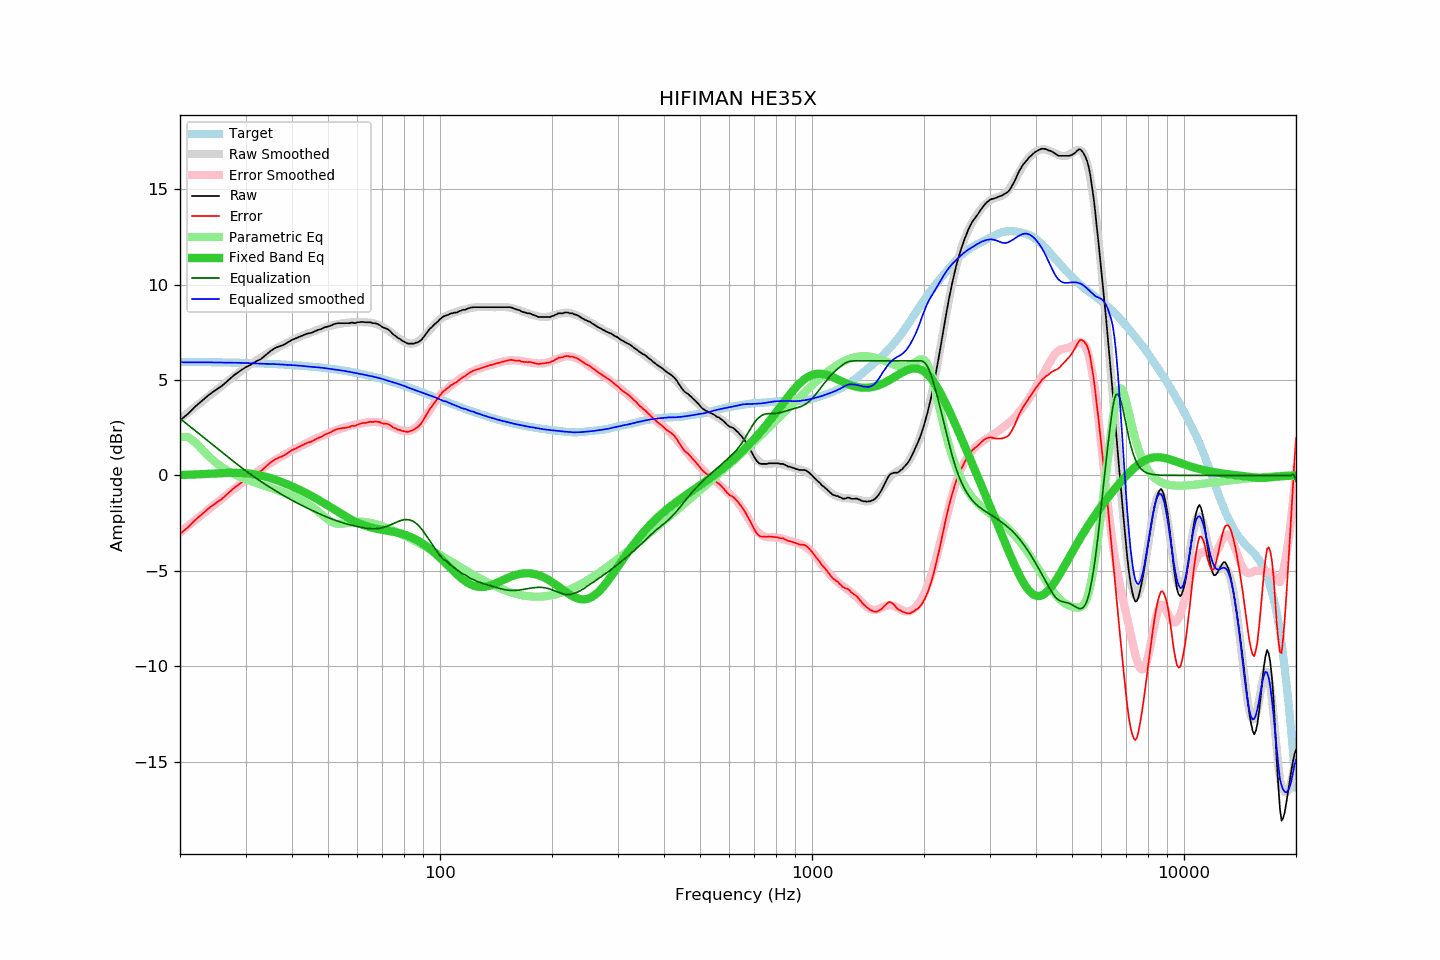 HIFIMAN HE35X
Target
Raw Smoothed
Error Smoothed
Raw
Error
Parametric Eq
Fixed Band Eq
Equalization
Equalized smoothed
Amplitude (dBr)
15
10
5
0
−5
−10
−15
100
1000
10000
Frequency (Hz)